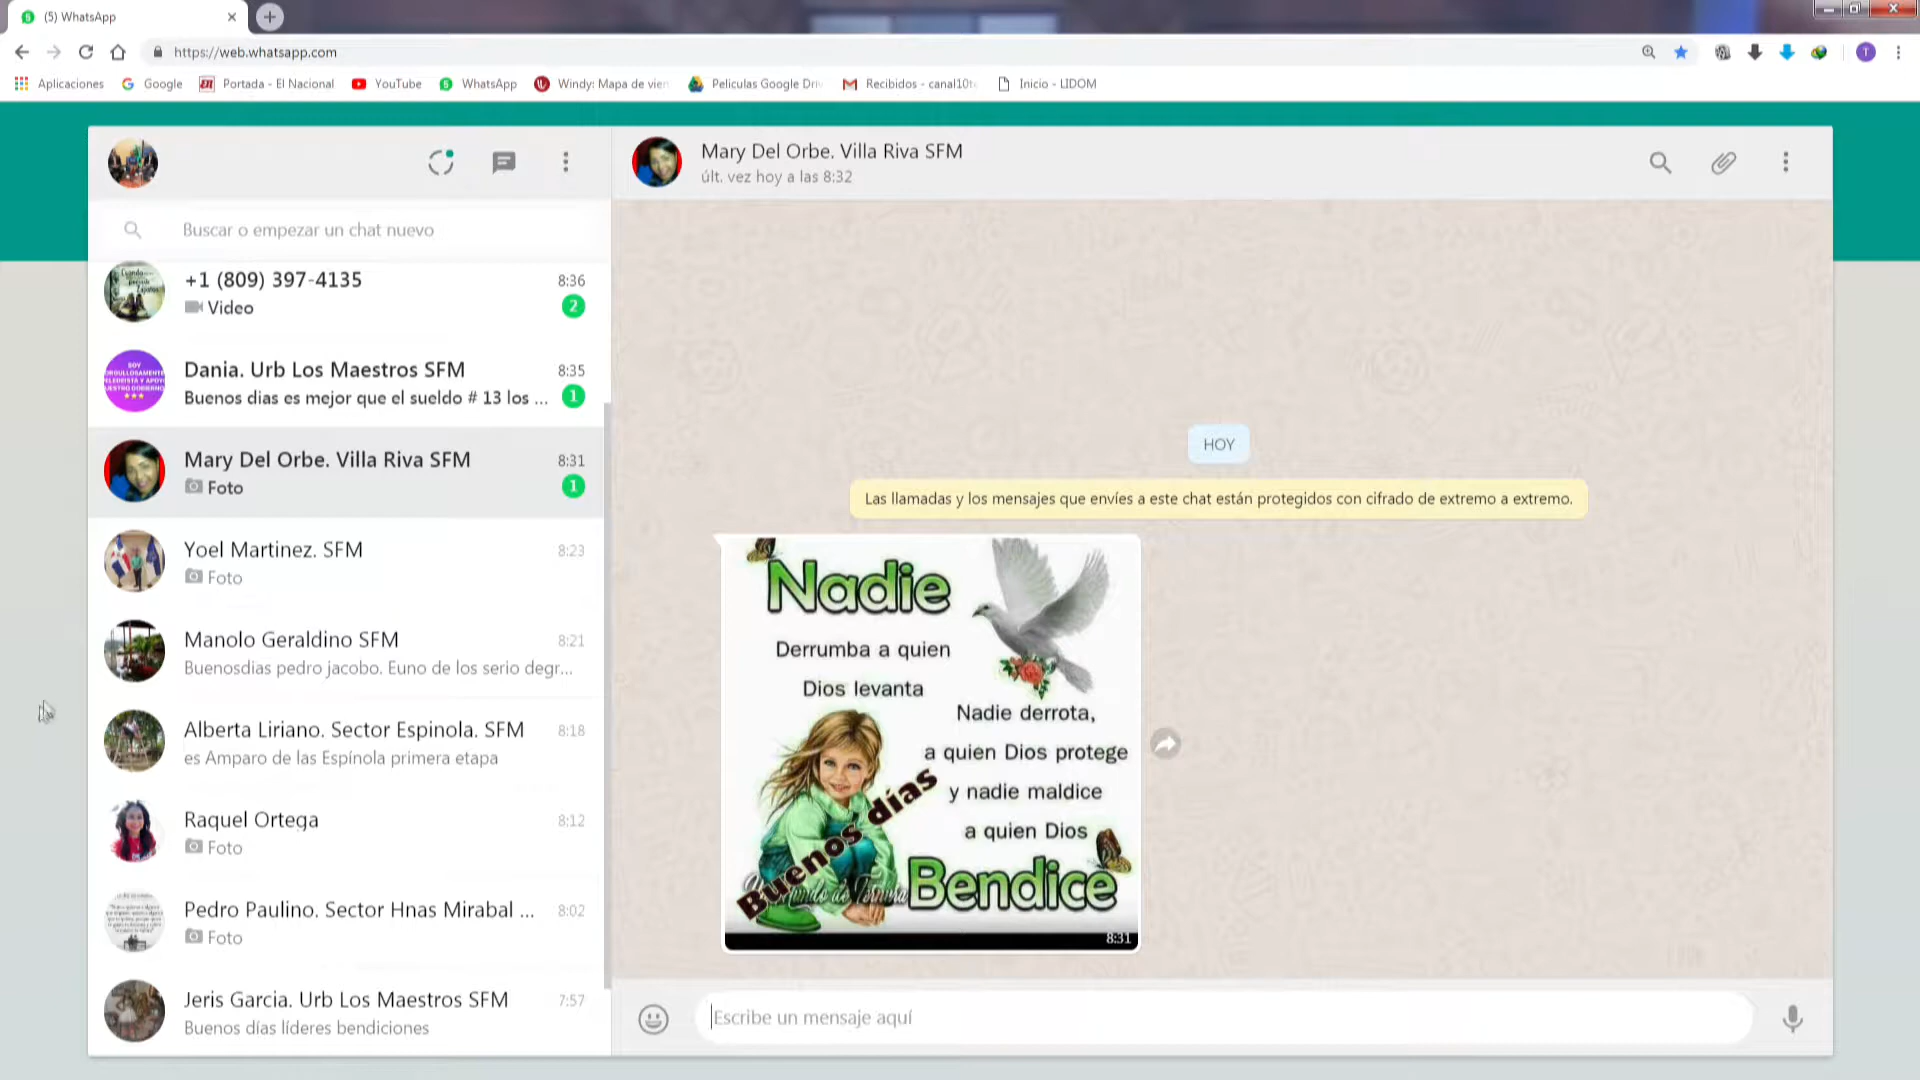 (5) WhatsApp
https://web.whatsapp.com
Aplicaciones
Google
Portada - El Nacional
YouTube
WhatsApp
Windy: Mapa de vien
Películas Google Dri
Recibidos - canal10t
Inicio - LIDOM
T
Mary Del Orbe. Villa Riva SFM
últ. vez hoy a las 8:32
Buscar o empezar un chat nuevo
+1 (809) 397-4135 8:36
Video 2
Dania. Urb Los Maestros SFM 8:35
Buenos dias es mejor que el sueldo # 13 los ... 1
Mary Del Orbe. Villa Riva SFM 8:31
Foto 1
Yoel Martinez. SFM 8:23
Foto
Manolo Geraldino SFM 8:21
Buenosdias pedro jacobo. Euno de los serio degr...
Alberta Liriano. Sector Espinola. SFM 8:18
es Amparo de las Espínola primera etapa
Raquel Ortega 8:12
Foto
Pedro Paulino. Sector Hnas Mirabal ... 8:02
Foto
Jeris Garcia. Urb Los Maestros SFM 7:57
Buenos días líderes bendiciones
HOY
Las llamadas y los mensajes que envíes a este chat están protegidos con cifrado de extremo a extremo.
Nadie
Derrumba a quien
Dios levanta
Nadie derrota,
a quien Dios protege
y nadie maldice
a quien Dios
Bendice
Buenos días
8:31
Escribe un mensaje aquí